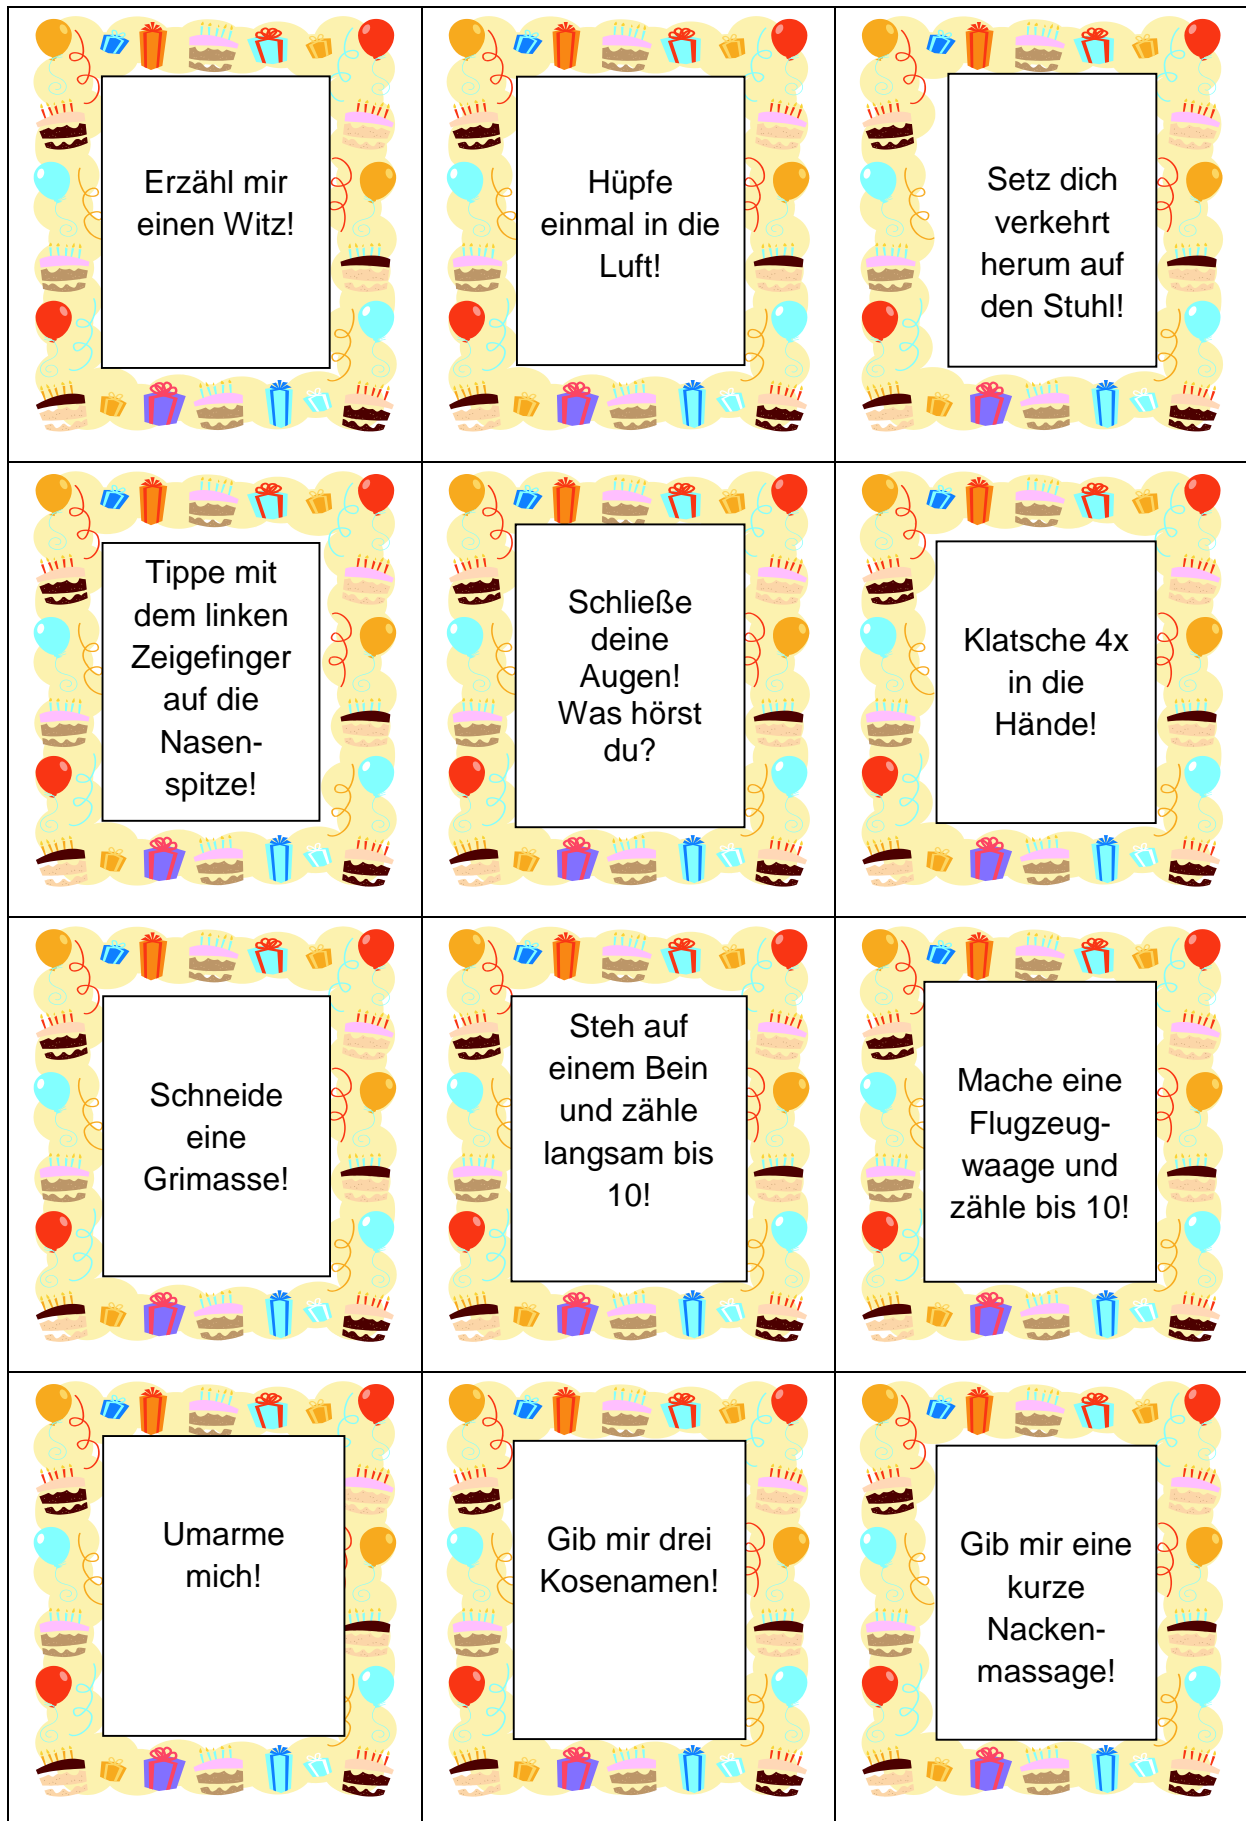 Erzähl mir
einen Witz!
Hüpfe
einmal in die
Luft!
Setz dich
verkehrt
herum auf
den Stuhl!
Tippe mit
dem linken
Zeigefinger
auf die
Nasen-
spitze!
Schließe
deine
Augen!
Was hörst
du?
Klatsche 4x
in die
Hände!
Schneide
eine
Grimasse!
Steh auf
einem Bein
und zähle
langsam bis
10!
Mache eine
Flugzeug-
waage und
zähle bis 10!
Umarme
mich!
Gib mir drei
Kosenamen!
Gib mir eine
kurze
Nacken-
massage!